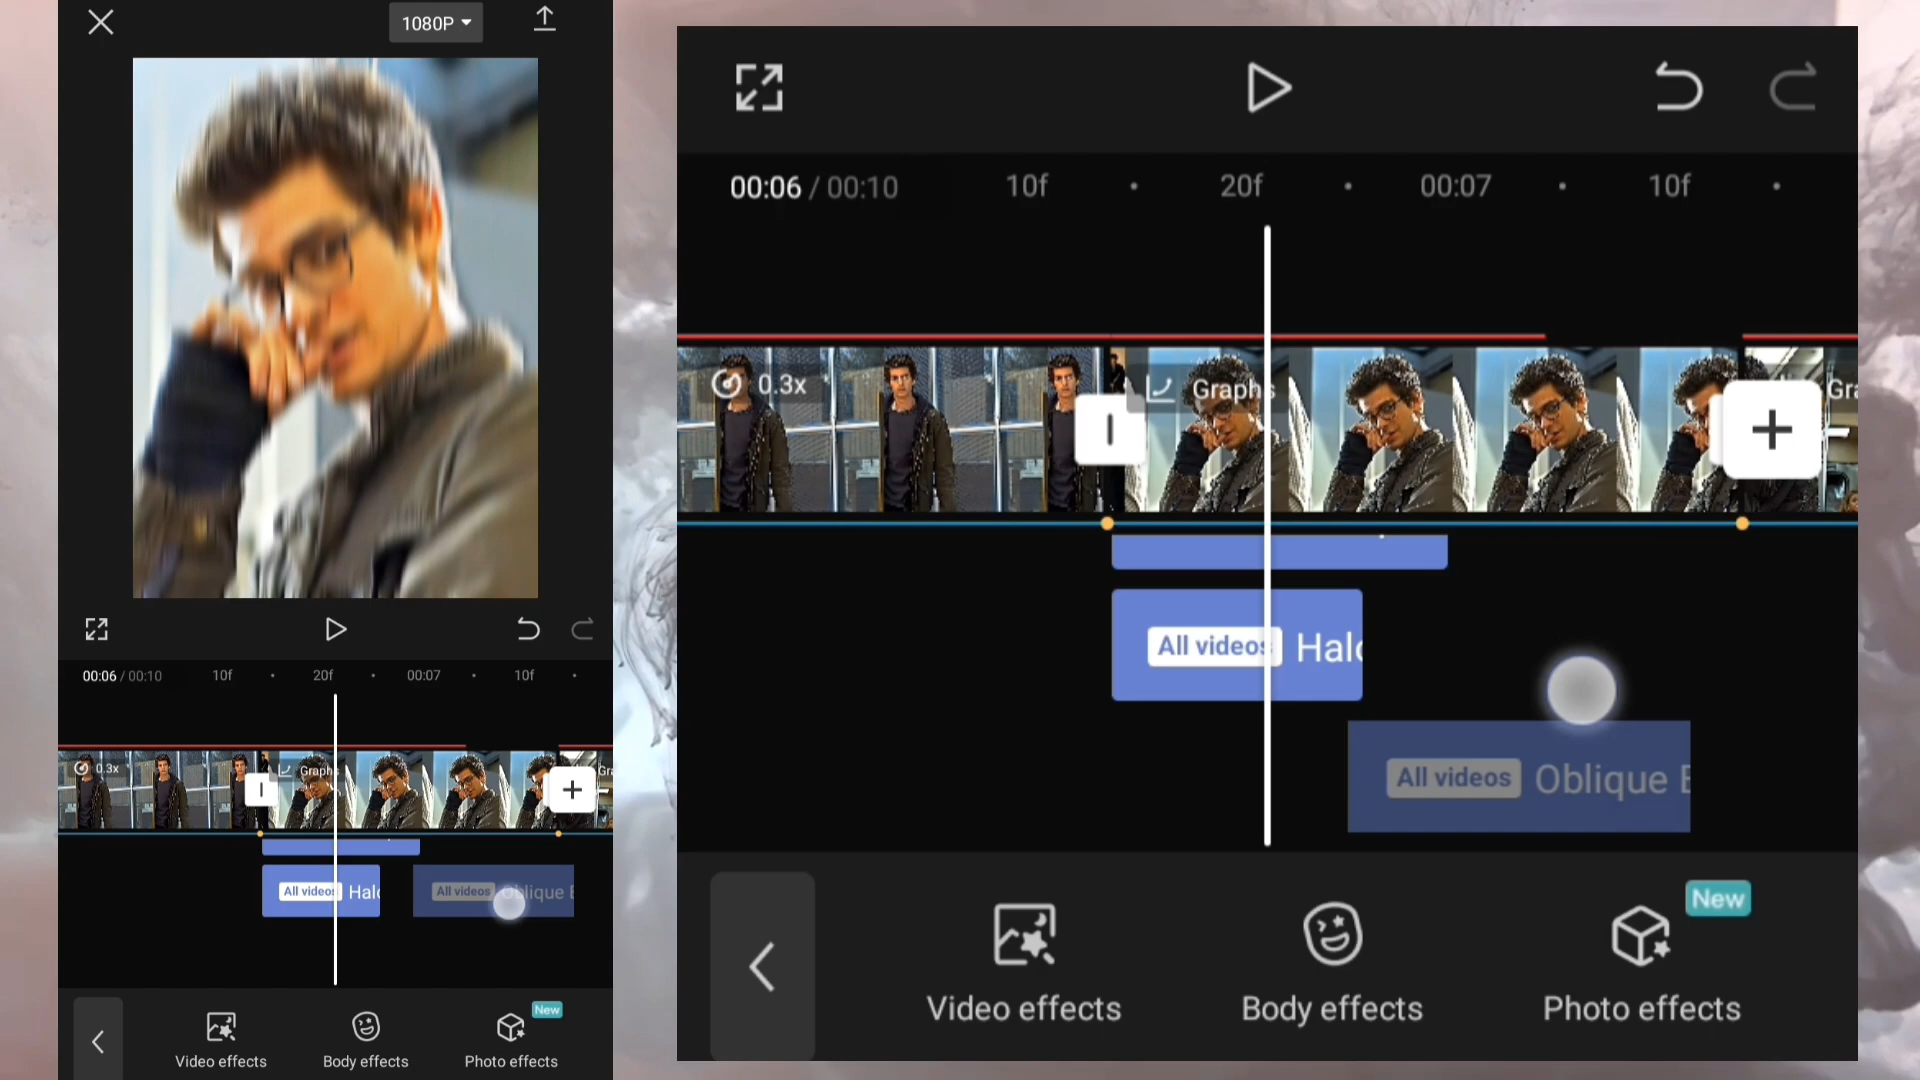 1080P
00:06 / 00:10
10f
20f
00:07
10f
0.3x
Graphs
All videos
All videos
Oblique
Video effects
Body effects
New
Photo effects
00:06 / 00:10
10f
20f
00:07
10f
0.3x
Graph
All videos
All videos
Video effects
Body effects
New
Photo effects